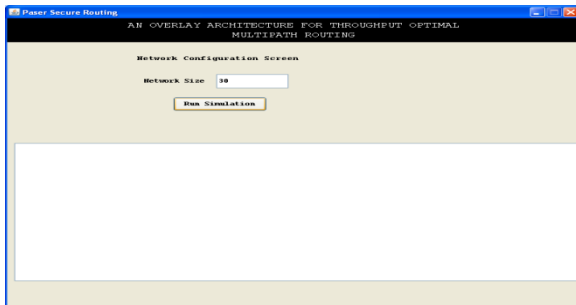 Paser Secure Routing
AN OVERLAY ARCHITECTURE FOR THROUGHPUT OPTIMAL
MULTIPATH ROUTING
Network Configuration Screen
Network Size 30
Run Simulation